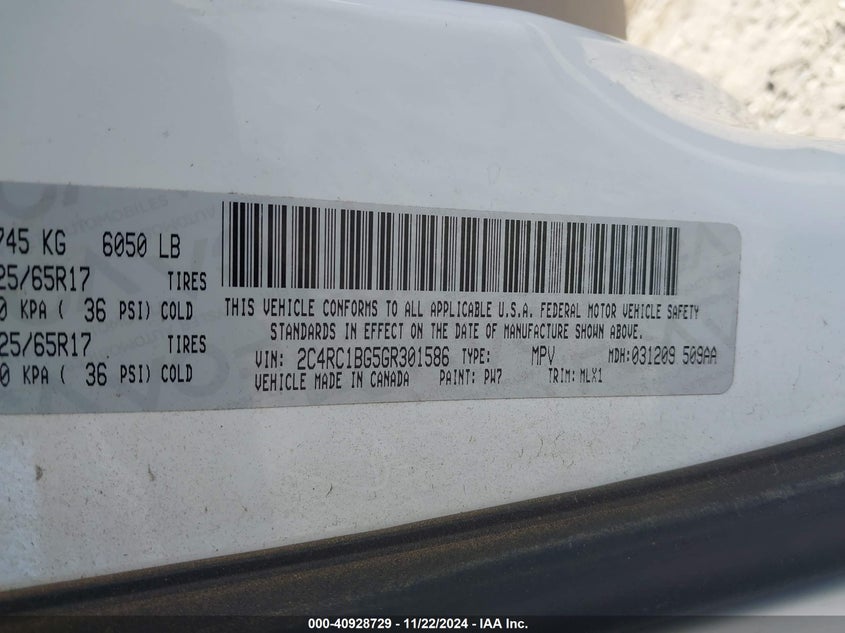 745 KG 6050 LB
25/65R17 TIRES
0 KPA ( 36 PSI) COLD
25/65R17 TIRES
0 KPA ( 36 PSI) COLD
THIS VEHICLE CONFORMS TO ALL APPLICABLE U.S.A. FEDERAL MOTOR VEHICLE SAFETY
STANDARDS IN EFFECT ON THE DATE OF MANUFACTURE SHOWN ABOVE.
VIN: 2C4RC1BG5GR301586 TYPE: MPV MDH: 031209 509AA
VEHICLE MADE IN CANADA PAINT: PW7 TRIM: MLX1
000-40928729 - 11/22/2024 - IAA Inc.